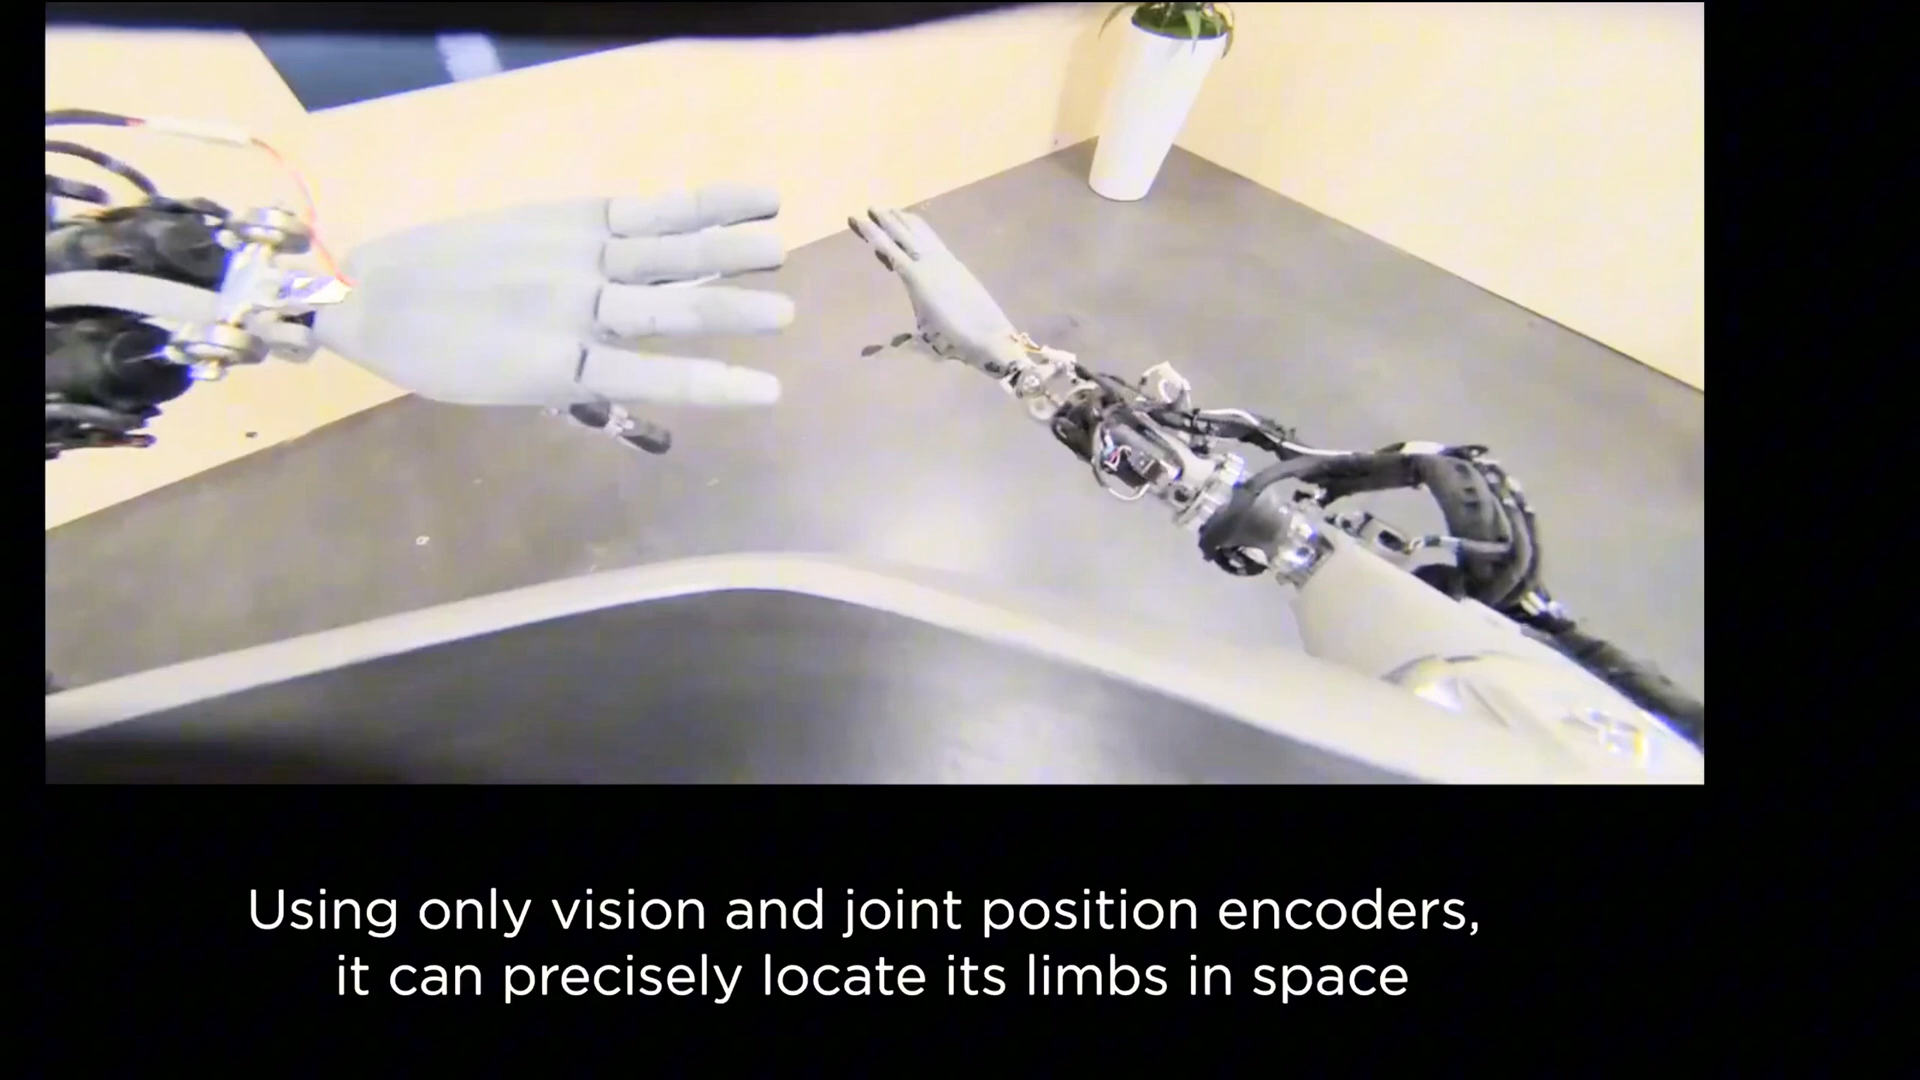 Using only vision and joint position encoders,
it can precisely locate its limbs in space